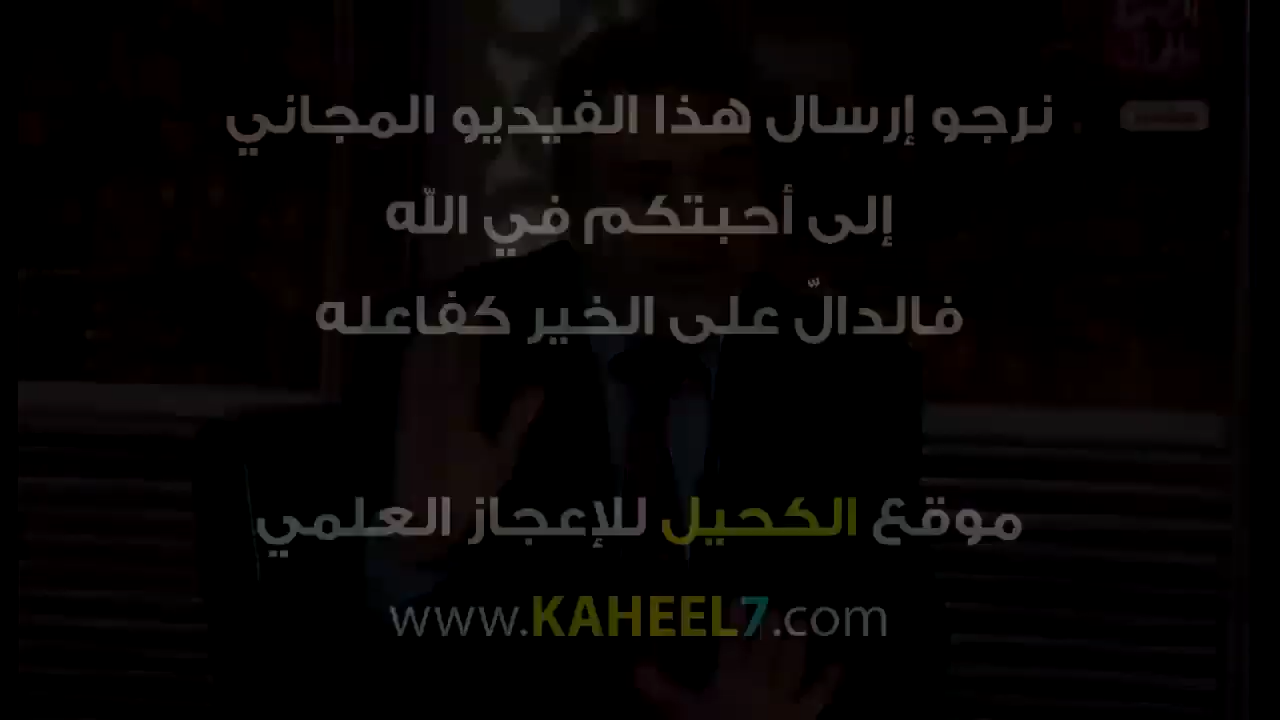 نرجو إرسال هذا الفيديو المجاني
إلى أحبتكم في الله
فالدالّ على الخير كفاعله
موقع الكحيل للإعجاز العلمي
www.KAHEEL7.com